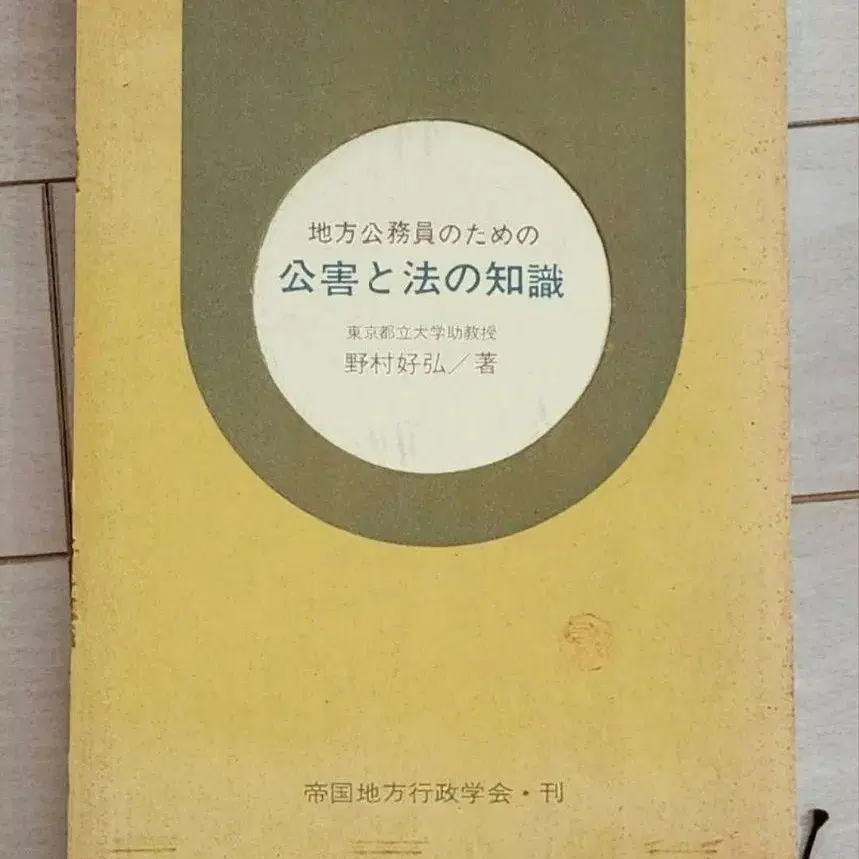 地方公務員のための
公害と法の知識
東京都立大学助教授
野村好弘／著
帝国地方行政学会・刊